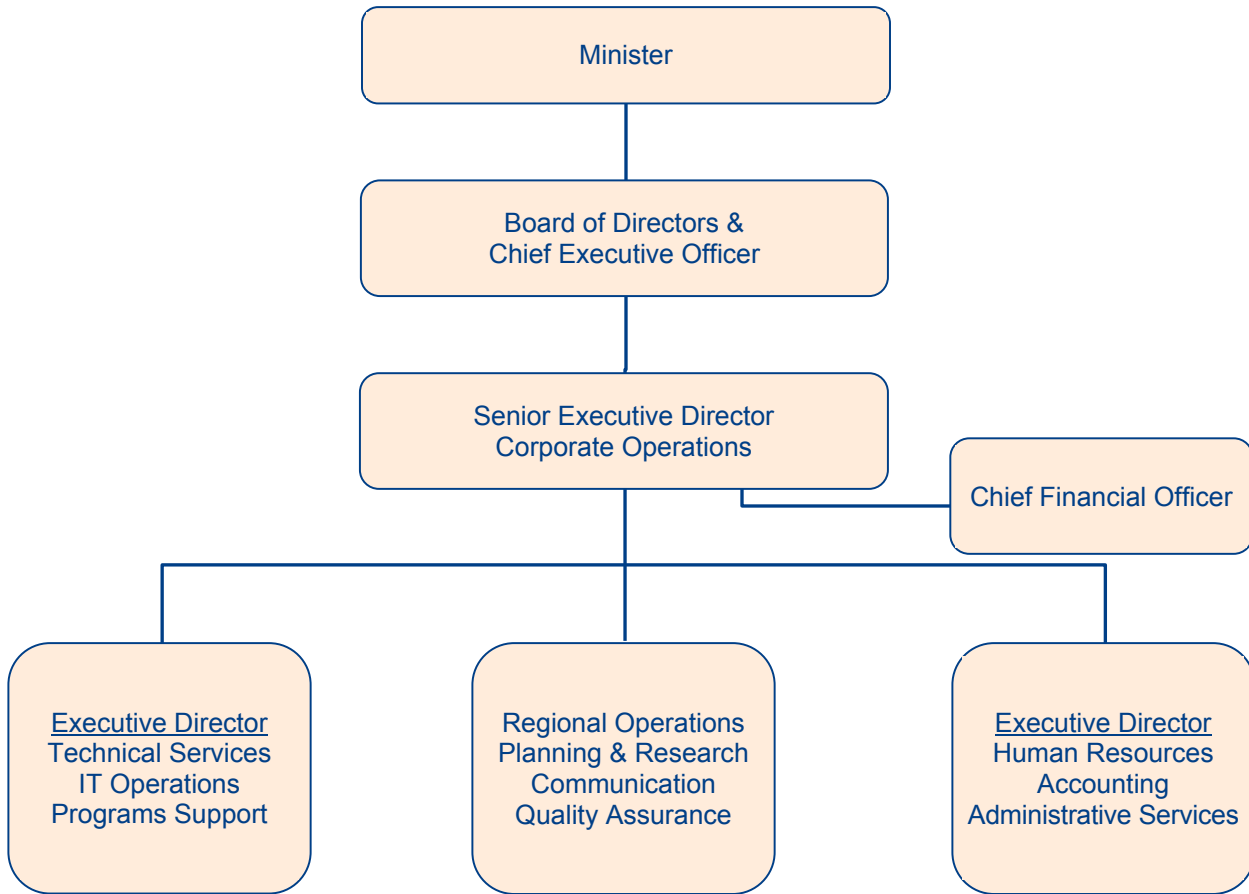 Minister
Board of Directors &
Chief Executive Officer
Senior Executive Director
Corporate Operations
Chief Financial Officer
Executive Director
Technical Services
IT Operations
Programs Support
Regional Operations
Planning & Research
Communication
Quality Assurance
Executive Director
Human Resources
Accounting
Administrative Services